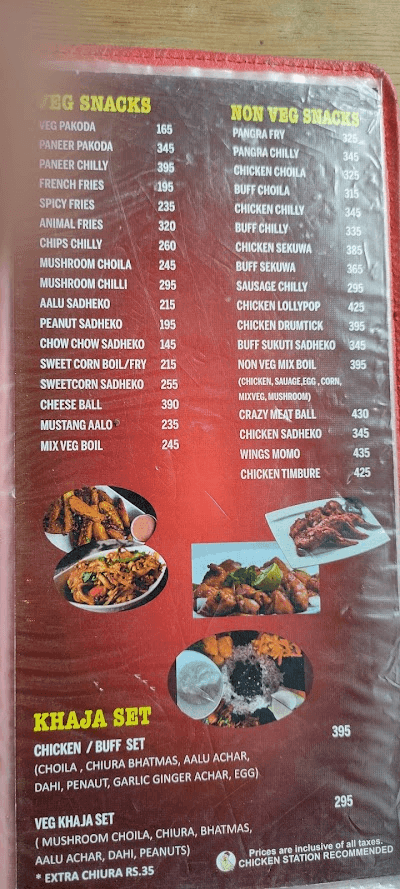 VEG SNACKS
VEG PAKODA 165
PANEER PAKODA 345
PANEER CHILLY 395
FRENCH FRIES 195
SPICY FRIES 235
ANIMAL FRIES 320
CHIPS CHILLY 260
MUSHROOM CHOILA 245
MUSHROOM CHILLI 295
AALU SADHEKO 215
PEANUT SADHEKO 195
CHOW CHOW SADHEKO 145
SWEET CORN BOIL/FRY 215
SWEETCORN SADHEKO 255
CHEESE BALL 390
MUSTANG AALO 235
MIX VEG BOIL 245
NON VEG SNACKS
PANGRA FRY 325
PANGRA CHILLY 345
CHICKEN CHOILA 325
BUFF CHOILA 315
CHICKEN CHILLY 345
BUFF CHILLY 335
CHICKEN SEKUWA 385
BUFF SEKUWA 365
SAUSAGE CHILLY 295
CHICKEN LOLLYPOP 425
CHICKEN DRUMTICK 395
BUFF SUKUTI SADHEKO 345
NON VEG MIX BOIL 395
(CHICKEN, SAUAGE,EGG , CORN,
MIXVEG, MUSHROOM)
CRAZY MEAT BALL 430
CHICKEN SADHEKO 345
WINGS MOMO 435
CHICKEN TIMBURE 425
KHAJA SET
CHICKEN / BUFF SET 395
(CHOILA , CHIURA BHATMAS, AALU ACHAR,
DAHI, PENAUT, GARLIC GINGER ACHAR, EGG)
VEG KHAJA SET 295
( MUSHROOM CHOILA, CHIURA, BHATMAS,
AALU ACHAR, DAHI, PEANUTS)
* EXTRA CHIURA RS.35
Prices are inclusive of all taxes.
CHICKEN STATION RECOMMENDED